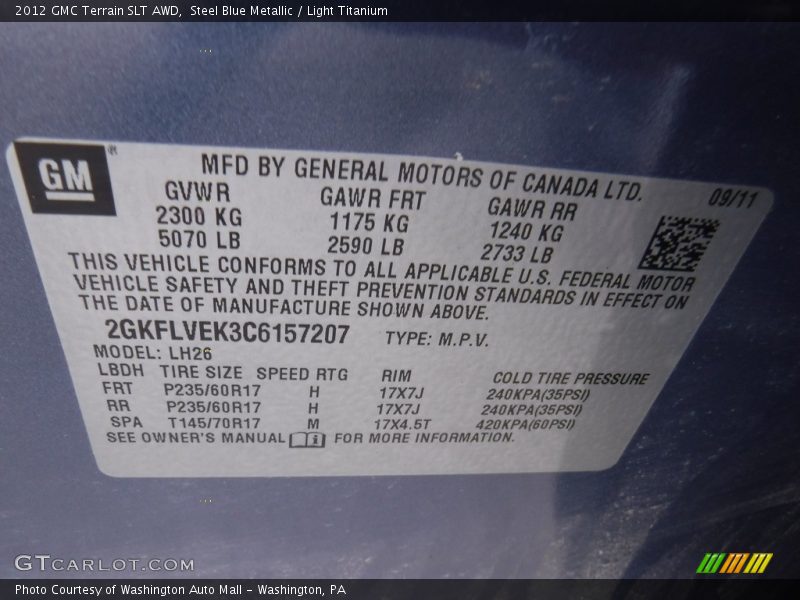 2012 GMC Terrain SLT AWD, Steel Blue Metallic / Light Titanium
GM®
MFD BY GENERAL MOTORS OF CANADA LTD.
09/11
GVWR GAWR FRT GAWR RR
2300 KG 1175 KG 1240 KG
5070 LB 2590 LB 2733 LB
THIS VEHICLE CONFORMS TO ALL APPLICABLE U.S. FEDERAL MOTOR
VEHICLE SAFETY AND THEFT PREVENTION STANDARDS IN EFFECT ON
THE DATE OF MANUFACTURE SHOWN ABOVE.
2GKFLVEK3C6157207 TYPE: M.P.V.
MODEL: LH26
LBDH TIRE SIZE SPEED RTG RIM COLD TIRE PRESSURE
FRT P235/60R17 H 17X7J 240KPA(35PSI)
RR P235/60R17 H 17X7J 240KPA(35PSI)
SPA T145/70R17 M 17X4.5T 420KPA(60PSI)
SEE OWNER'S MANUAL i FOR MORE INFORMATION.
GTCARLOT.COM
Photo Courtesy of Washington Auto Mall - Washington, PA